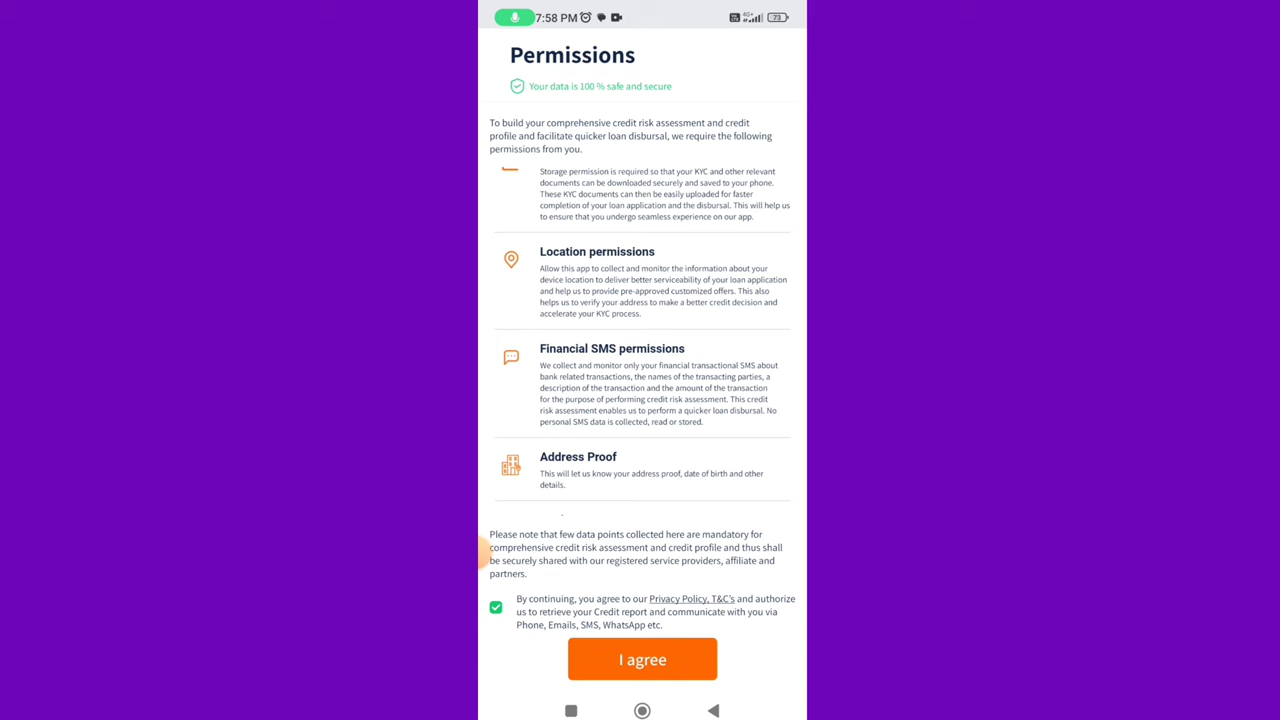 7:58 PM
4G+
73
Permissions
Your data is 100 % safe and secure
To build your comprehensive credit risk assessment and credit
profile and facilitate quicker loan disbursal, we require the following
permissions from you.
Storage permission is required so that your KYC and other relevant
documents can be downloaded securely and saved to your phone.
These KYC documents can then be easily uploaded for faster
completion of your loan application and the disbursal. This will help us
to ensure that you undergo seamless experience on our app.
Location permissions
Allow this app to collect and monitor the information about your
device location to deliver better serviceability of your loan application
and help us to provide pre-approved customized offers. This also
helps us to verify your address to make a better credit decision and
accelerate your KYC process.
Financial SMS permissions
We collect and monitor only your financial transactional SMS about
bank related transactions, the names of the transacting parties, a
description of the transaction and the amount of the transaction
for the purpose of performing credit risk assessment. This credit
risk assessment enables us to perform a quicker loan disbursal. No
personal SMS data is collected, read or stored.
Address Proof
This will let us know your address proof, date of birth and other
details.
Please note that few data points collected here are mandatory for
comprehensive credit risk assessment and credit profile and thus shall
be securely shared with our registered service providers, affiliate and
partners.
By continuing, you agree to our Privacy Policy, T&C's and authorize
us to retrieve your Credit report and communicate with you via
Phone, Emails, SMS, WhatsApp etc.
I agree